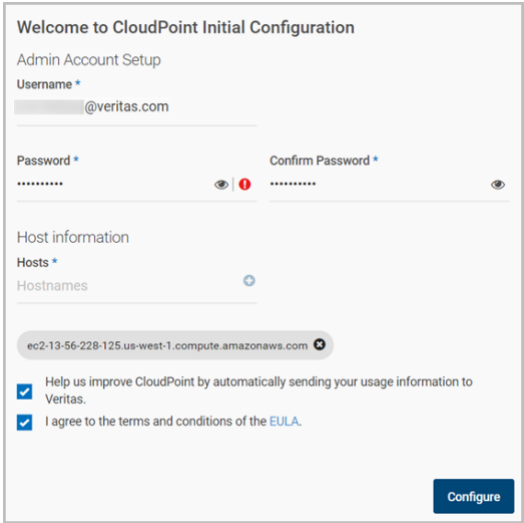 Welcome to CloudPoint Initial Configuration
Admin Account Setup
Username *
@veritas.com
Password *
Confirm Password *
••••••••••
••••••••••
Host information
Hosts *
Hostnames
ec2-13-56-228-125.us-west-1.compute.amazonaws.com
Help us improve CloudPoint by automatically sending your usage information to
Veritas.
I agree to the terms and conditions of the EULA.
Configure